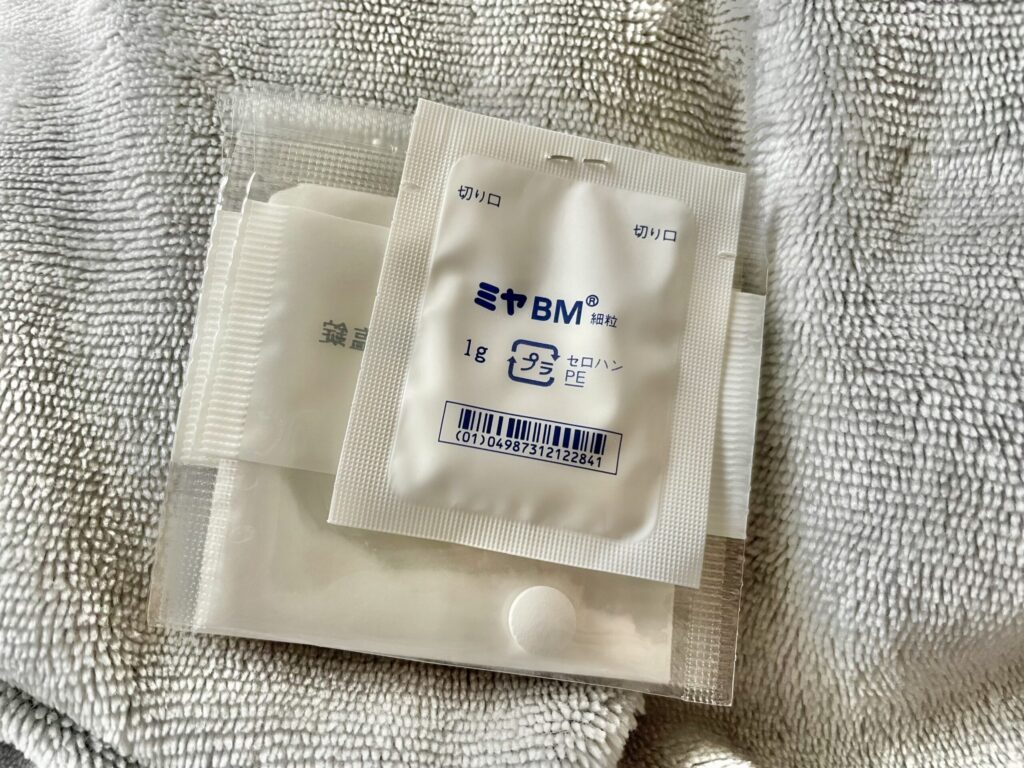 切り口
切り口
ミヤBM® 細粒
1g プラ セロハン
PE
(01)04987312122841